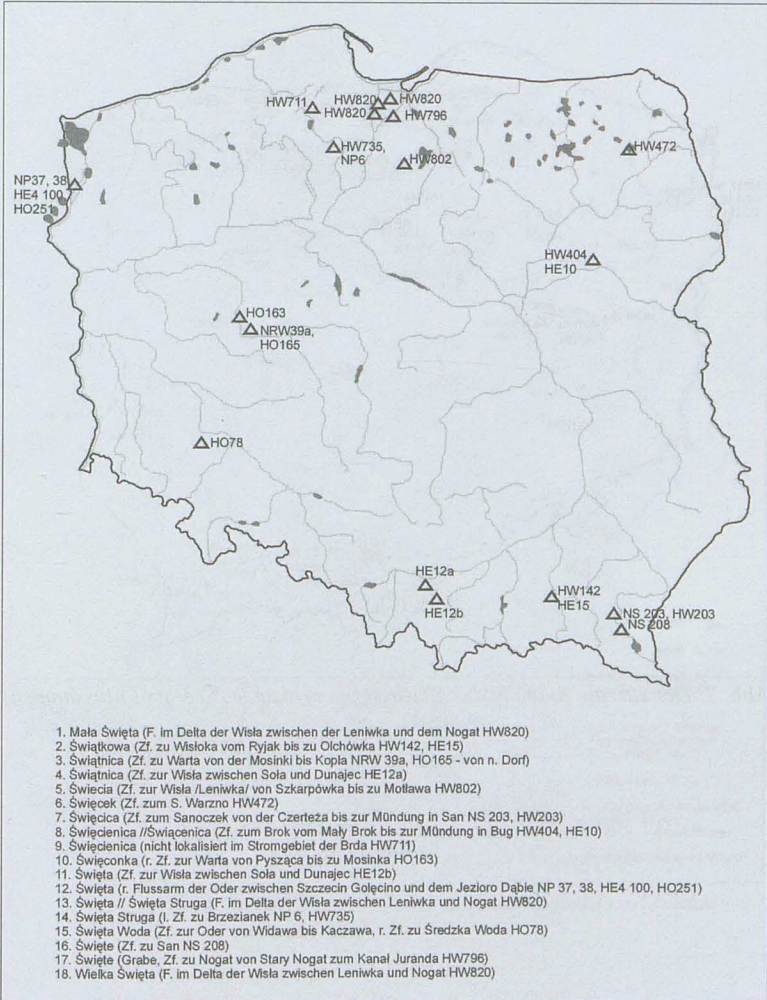 HW711
HW820
HW820
HW820
HW796
HW735,
NP6
HW802
HW472
NP37, 38
HE4 100
HO251
HW404
HE10
HO163
NRW39a,
HO165
HO78
HE12a
HE12b
HW142
HE15
NS 203, HW203
NS 208
1. Mała Święta (F. im Delta der Wisła zwischen der Leniwka und dem Nogat HW820)
2. Świątkowa (Zf. zu Wisłoka vom Ryjak bis zu Olchówka HW142, HE15)
3. Świątnica (Zf. zu Warta von der Mosinki bis Kopla NRW 39a, HO165 - von n. Dorf)
4. Świątnica (Zf. zur Wisła zwischen Soła und Dunajec HE12a)
5. Świecia (Zf. zur Wisła /Leniwka/ von Szkarpówka bis zu Motława HW802)
6. Święcek (Zf. zum S. Warzno HW472)
7. Święcica (Zf. zum Sanoczek von der Czerteża bis zur Mündung in San NS 203, HW203)
8. Święcienica //Świącenica (Zf. zum Brok vom Mały Brok bis zur Mündung in Bug HW404, HE10)
9. Święcienica (nicht lokalisiert im Stromgebiet der Brda HW711)
10. Święconka (r. Zf. zur Warta von Pysząca bis zu Mosinka HO163)
11. Święta (Zf. zur Wisła zwischen Soła und Dunajec HE12b)
12. Święta (r. Flussarm der Oder zwischen Szczecin Golęcino und dem Jezioro Dąbie NP 37, 38, HE4 100, HO251)
13. Święta // Święta Struga (F. im Delta der Wisła zwischen Leniwka und Nogat HW820)
14. Święta Struga (l. Zf. zu Brzezianek NP 6, HW735)
15. Święta Woda (Zf. zur Oder von Widawa bis Kaczawa, r. Zf. zu Średzka Woda HO78)
16. Święte (Zf. zu San NS 208)
17. Święte (Grabe, Zf. zu Nogat von Stary Nogat zum Kanał Juranda HW796)
18. Wielka Święta (F. im Delta der Wisła zwischen Leniwka und Nogat HW820)